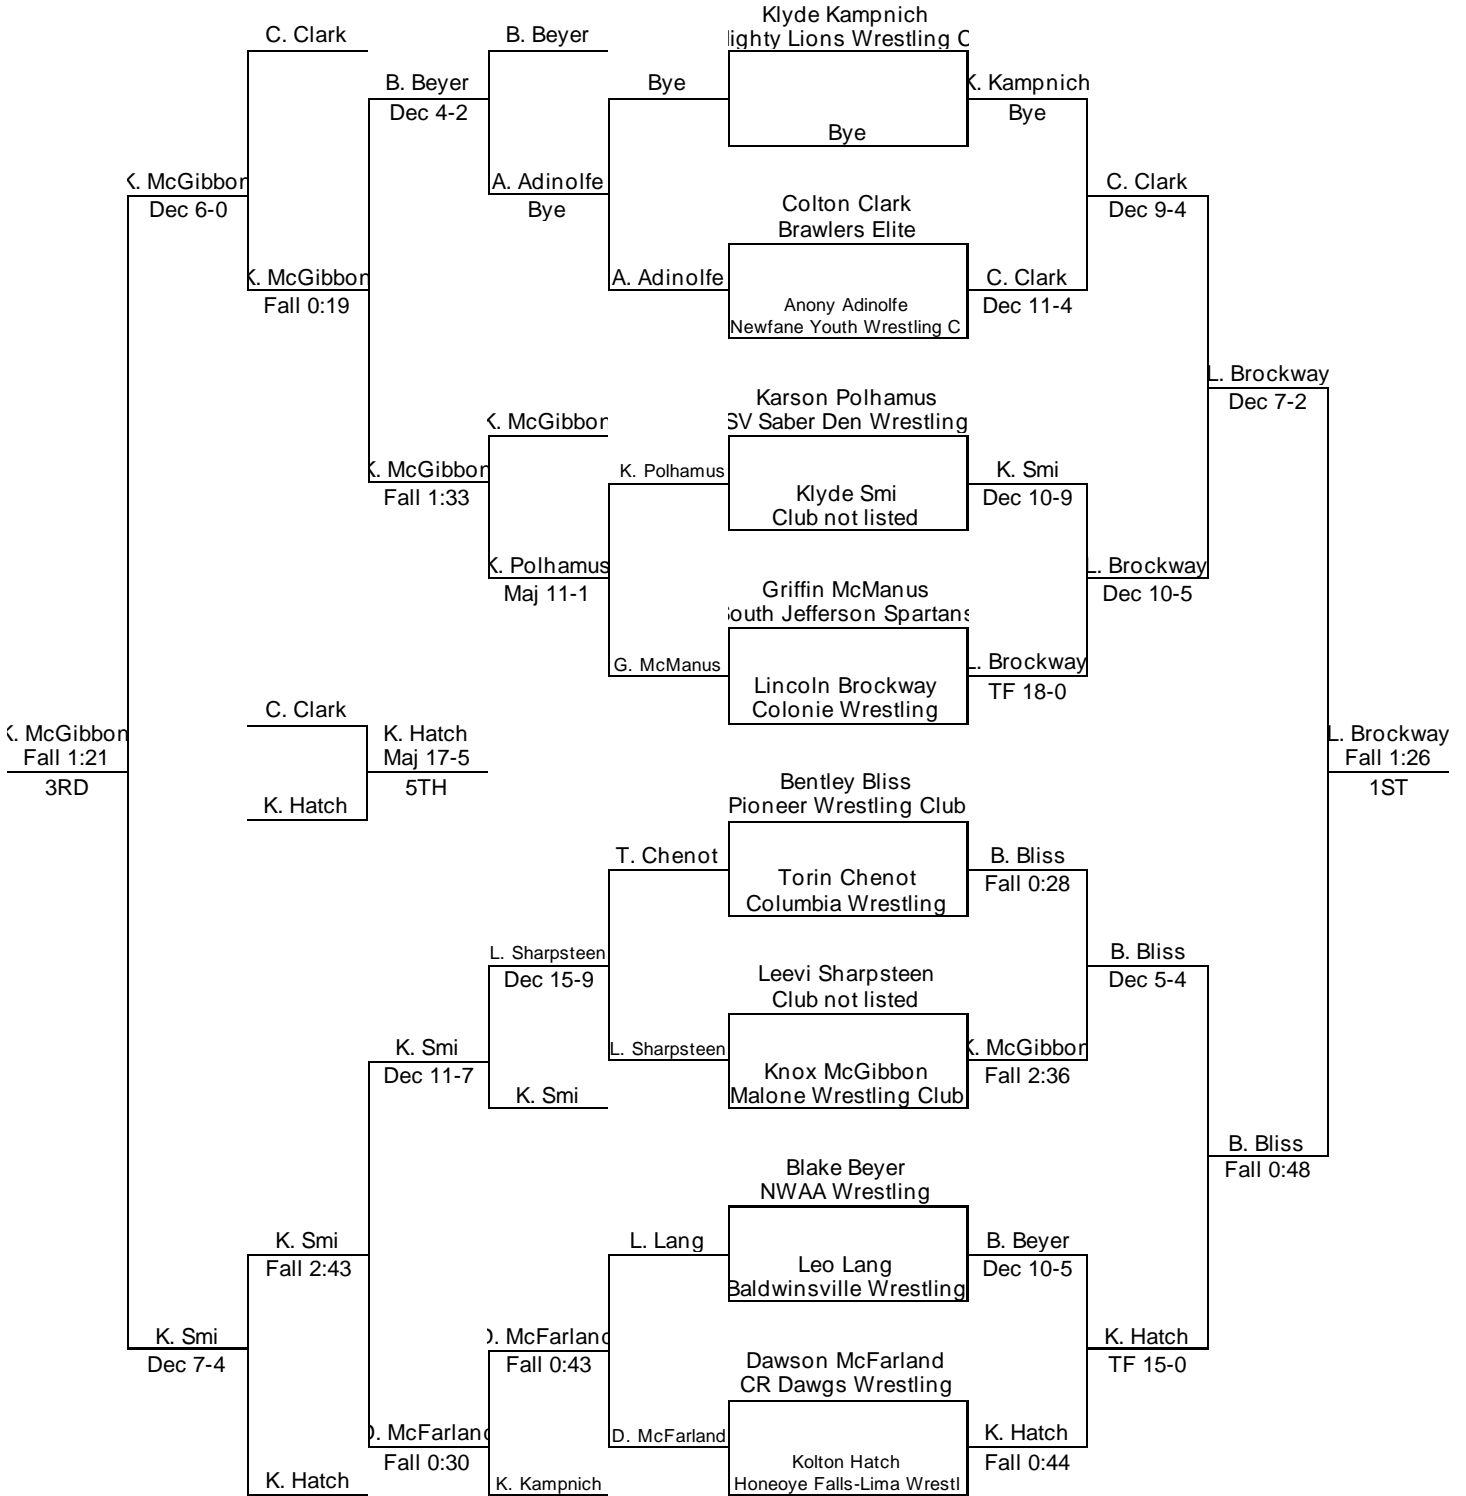 Klyde Kampnich
ighty Lions Wrestling C
C. Clark
B. Beyer
B. Beyer
Bye
K. Kampnich
Dec 4-2
Bye
Bye
K. McGibbon
A. Adinolfe
C. Clark
Dec 6-0
Bye
Colton Clark
Dec 9-4
Brawlers Elite
K. McGibbon
A. Adinolfe
C. Clark
Fall 0:19
Anony Adinolfe
Dec 11-4
Newfane Youth Wrestling C
L. Brockway
Karson Polhamus
Dec 7-2
K. McGibbon
SV Saber Den Wrestling
K. McGibbon
K. Polhamus
K. Smi
Fall 1:33
Klyde Smi
Dec 10-9
Club not listed
K. Polhamus
L. Brockway
Maj 11-1
Griffin McManus
Dec 10-5
South Jefferson Spartans
G. McManus
L. Brockway
Lincoln Brockway
TF 18-0
C. Clark
Colonie Wrestling
K. McGibbon
K. Hatch
L. Brockway
Fall 1:21
Maj 17-5
Fall 1:26
3RD
5TH
1ST
Bentley Bliss
K. Hatch
Pioneer Wrestling Club
T. Chenot
B. Bliss
Torin Chenot
Fall 0:28
Columbia Wrestling
L. Sharpsteen
B. Bliss
Dec 15-9
Leevi Sharpsteen
Dec 5-4
Club not listed
K. Smi
L. Sharpsteen
K. McGibbon
Dec 11-7
Knox McGibbon
Fall 2:36
K. Smi
Malone Wrestling Club
B. Bliss
Blake Beyer
Fall 0:48
NWAA Wrestling
K. Smi
L. Lang
B. Beyer
Fall 2:43
Leo Lang
Dec 10-5
Baldwinsville Wrestling
K. Smi
D. McFarland
K. Hatch
Dec 7-4
Fall 0:43
Dawson McFarland
TF 15-0
CR Dawgs Wrestling
D. McFarland
D. McFarland
K. Hatch
Fall 0:30
Kolton Hatch
Fall 0:44
K. Hatch
K. Kampnich
Honeoye Falls-Lima Wrestl